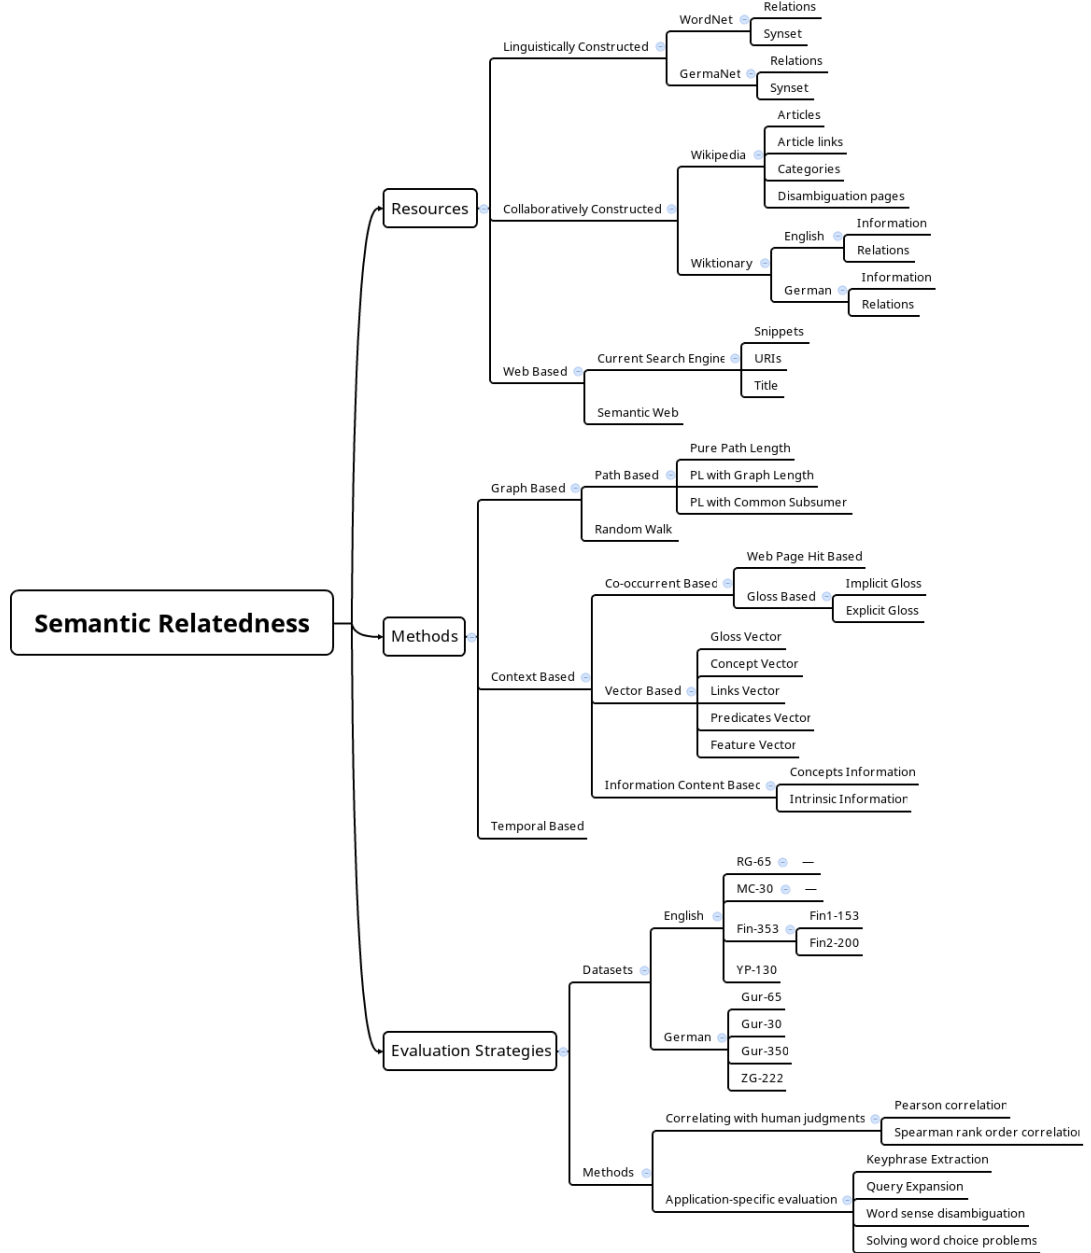 Semantic Relatedness
Resources
Linguistically Constructed
WordNet
Relations
Synset
GermaNet
Relations
Synset
Collaboratively Constructed
Wikipedia
Articles
Article links
Categories
Disambiguation pages
Wiktionary
English
Information
Relations
German
Information
Relations
Web Based
Current Search Engine
Snippets
URIs
Title
Semantic Web
Methods
Graph Based
Path Based
Pure Path Length
PL with Graph Length
PL with Common Subsumer
Random Walk
Context Based
Co-occurrent Based
Web Page Hit Based
Gloss Based
Implicit Gloss
Explicit Gloss
Vector Based
Gloss Vector
Concept Vector
Links Vector
Predicates Vector
Feature Vector
Information Content Based
Concepts Information
Intrinsic Information
Temporal Based
Evaluation Strategies
Datasets
English
RG-65 —
MC-30 —
Fin-353
Fin1-153
Fin2-200
YP-130
German
Gur-65
Gur-30
Gur-350
ZG-222
Methods
Correlating with human judgments
Pearson correlation
Spearman rank order correlation
Application-specific evaluation
Keyphrase Extraction
Query Expansion
Word sense disambiguation
Solving word choice problems